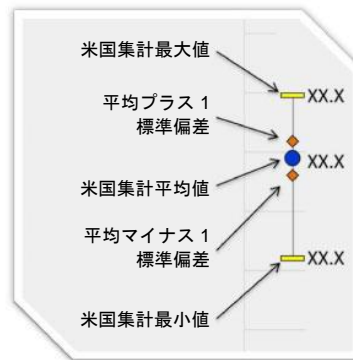 米国集計最大値
XX.X
平均プラス 1
標準偏差
米国集計平均値
XX.X
平均マイナス 1
標準偏差
XX.X
米国集計最小値